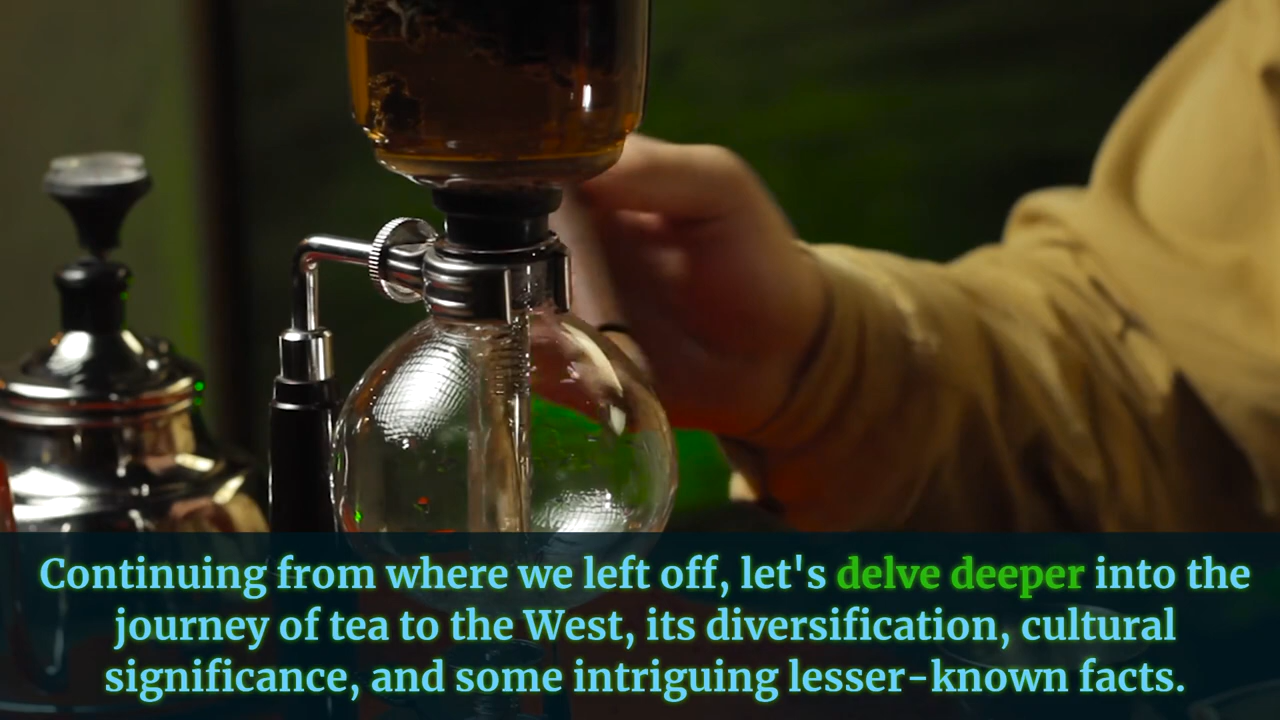 Continuing from where we left off, let's delve deeper into the
journey of tea to the West, its diversification, cultural
significance, and some intriguing lesser-known facts.